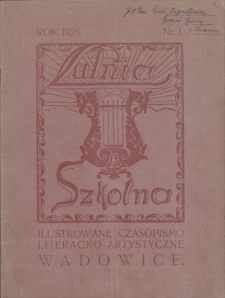 ROK 1926.
Nr. 1.
Lutnia
Szkolna
ILUSTROWANE CZASOPISMO
LITERACKO-ARTYSTYCZNE
WADOWICE.